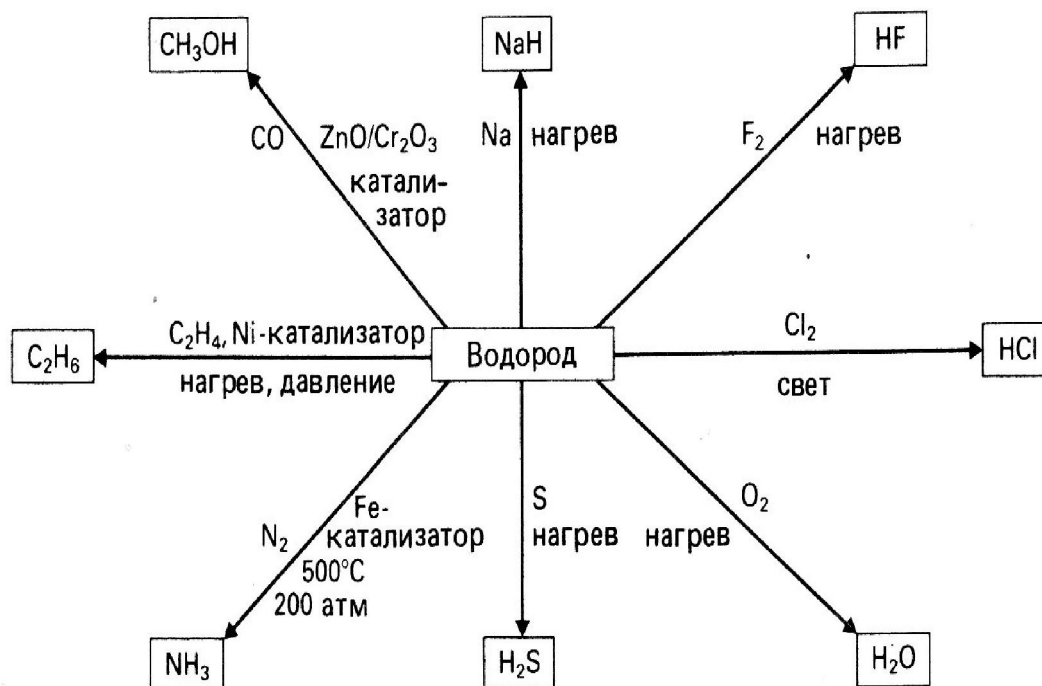 CH₃OH
NaH
HF
CO ZnO/Cr₂O₃
катали-
затор
Na нагрев
F₂ нагрев
C₂H₄, Ni-катализатор
нагрев, давление
C₂H₆
Водород
Cl₂
свет
HCl
N₂ Fe-
катализатор
500°C
200 атм
S
нагрев
O₂
нагрев
NH₃
H₂S
H₂O